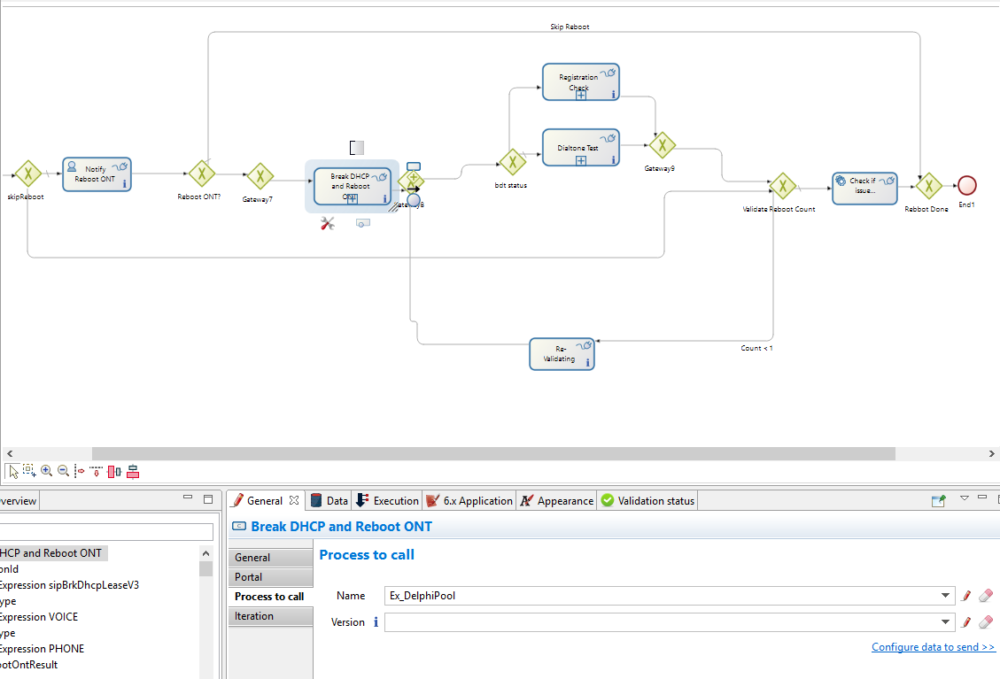 Skip Reboot
Registration
Check
Notify
Reboot ONT
Dialtone Test
Break DHCP
and Reboot
ONT
skipReboot
Reboot ONT?
Gateway7
Gateway8
bdt status
Gateway9
Validate Reboot Count
Check if
issue...
Rebbot Done
End1
Re-
Validating
Count < 1
verview
General
Data
Execution
6.x Application
Appearance
Validation status
Break DHCP and Reboot ONT
HCP and Reboot ONT
onId
Expression sipBrkDhcpLeaseV3
ype
Expression VOICE
ype
Expression PHONE
ootOntResult
General
Portal
Process to call
Iteration
Process to call
Name
Ex_DelphiPool
Version
Configure data to send >>